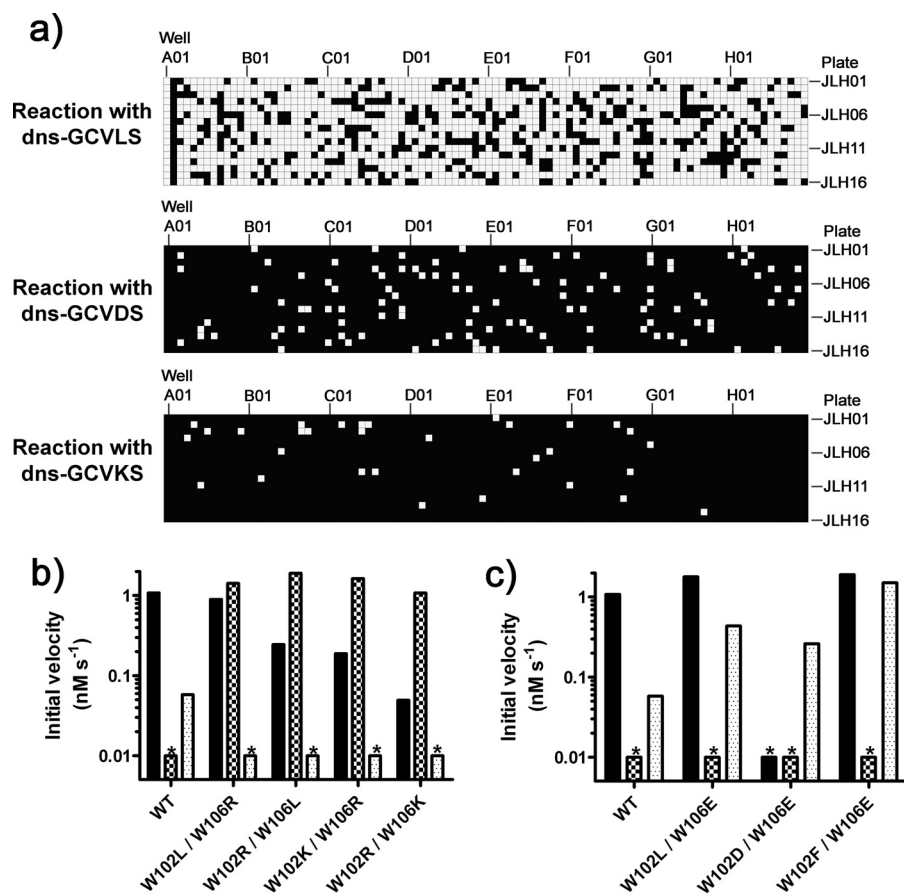 a)
Well
A01 B01 C01 D01 E01 F01 G01 H01 Plate
Reaction with
dns-GCVLS
JLH01
JLH06
JLH11
JLH16
Well
A01 B01 C01 D01 E01 F01 G01 H01 Plate
Reaction with
dns-GCVDS
JLH01
JLH06
JLH11
JLH16
Well
A01 B01 C01 D01 E01 F01 G01 H01 Plate
Reaction with
dns-GCVKS
JLH01
JLH06
JLH11
JLH16
b)
Initial velocity
(nM s⁻¹)
1
0.1
0.01
* * * * *
WT
W102L / W106R
W102R / W106L
W102K / W106R
W102R / W106K
c)
Initial velocity
(nM s⁻¹)
1
0.1
0.01
* * * * *
WT
W102L / W106E
W102D / W106E
W102F / W106E